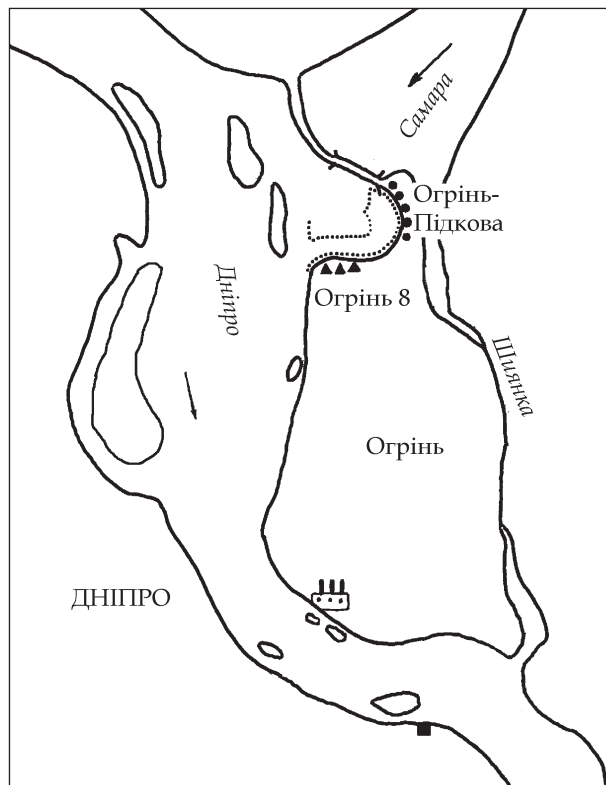 Самара
Огрінь-
Підкова
Дніпро
Огрінь 8
Шиянка
Огрінь
ДНІПРО